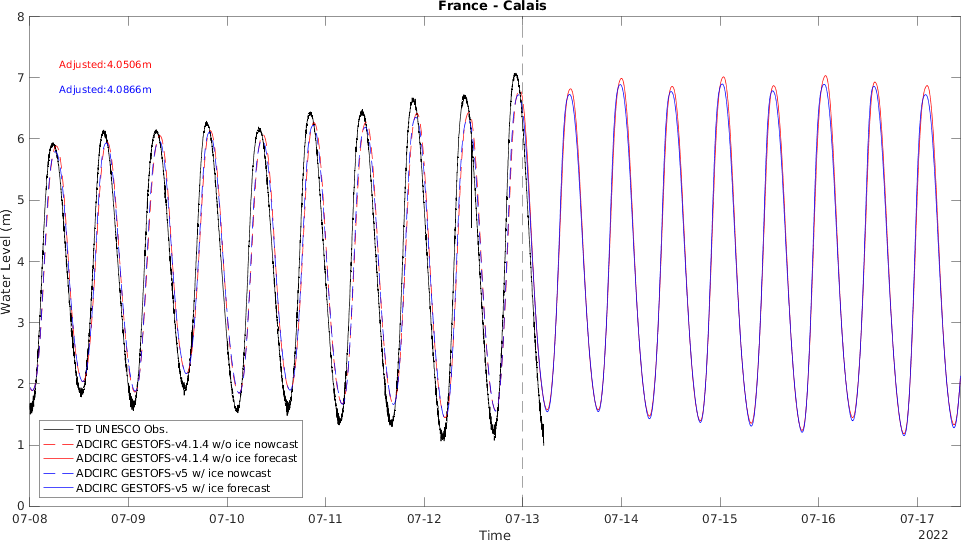 France - Calais
Adjusted:4.0506m
Adjusted:4.0866m
8
7
6
5
4
3
2
1
0
Water Level (m)
TD UNESCO Obs.
ADCIRC GESTOFS-v4.1.4 w/o ice nowcast
ADCIRC GESTOFS-v4.1.4 w/o ice forecast
ADCIRC GESTOFS-v5 w/ ice nowcast
ADCIRC GESTOFS-v5 w/ ice forecast
07-08 07-09 07-10 07-11 07-12 07-13 07-14 07-15 07-16 07-17
Time
2022